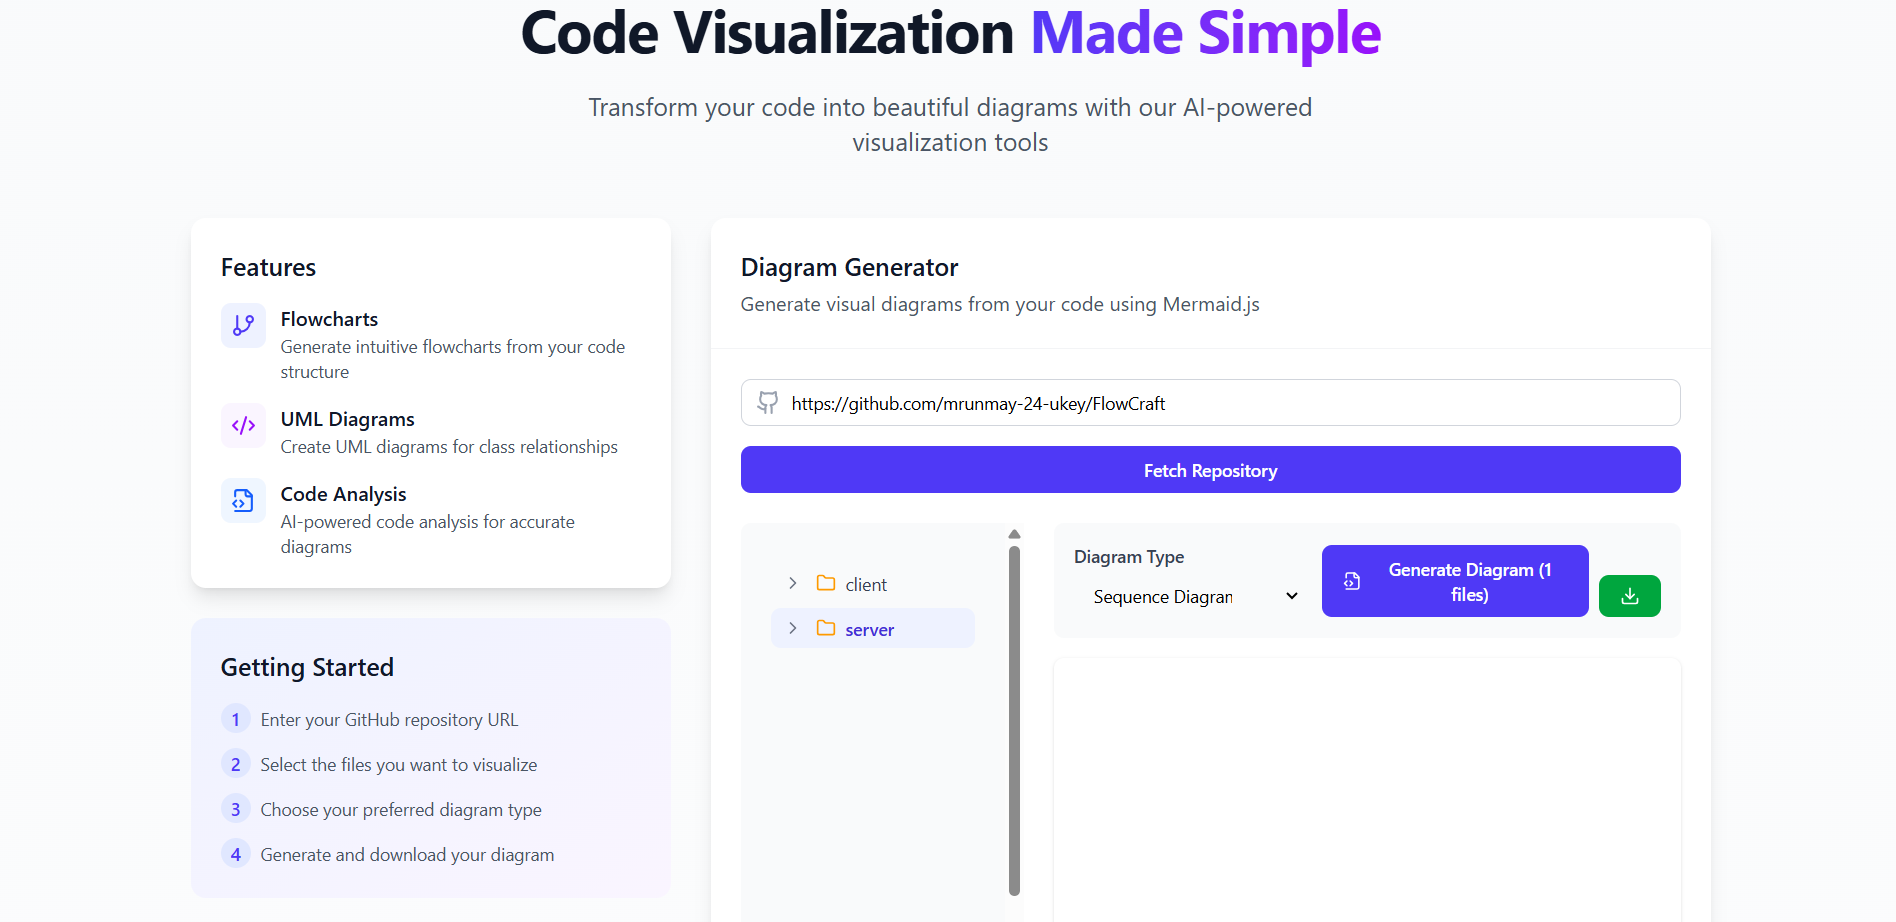 Code Visualization Made Simple
Transform your code into beautiful diagrams with our AI-powered
visualization tools
Features
Flowcharts
Generate intuitive flowcharts from your code
structure
UML Diagrams
Create UML diagrams for class relationships
Code Analysis
AI-powered code analysis for accurate
diagrams
Getting Started
1 Enter your GitHub repository URL
2 Select the files you want to visualize
3 Choose your preferred diagram type
4 Generate and download your diagram
Diagram Generator
Generate visual diagrams from your code using Mermaid.js
https://github.com/mrunmay-24-ukey/FlowCraft
Fetch Repository
client
server
Diagram Type
Sequence Diagran
Generate Diagram (1
files)